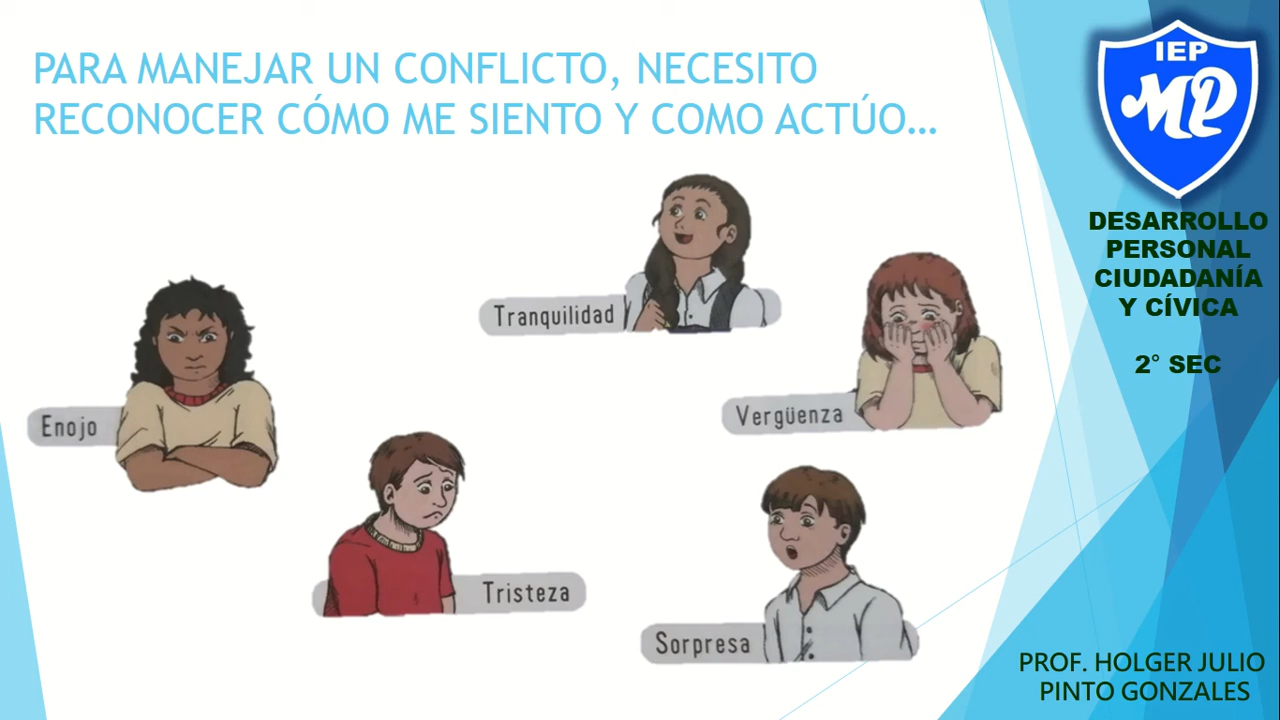 PARA MANEJAR UN CONFLICTO, NECESITO
RECONOCER CÓMO ME SIENTO Y COMO ACTÚO...
IEP
MP
DESARROLLO
PERSONAL
CIUDADANÍA
Y CÍVICA
2° SEC
Tranquilidad
Vergüenza
Enojo
Tristeza
Sorpresa
PROF. HOLGER JULIO
PINTO GONZALES